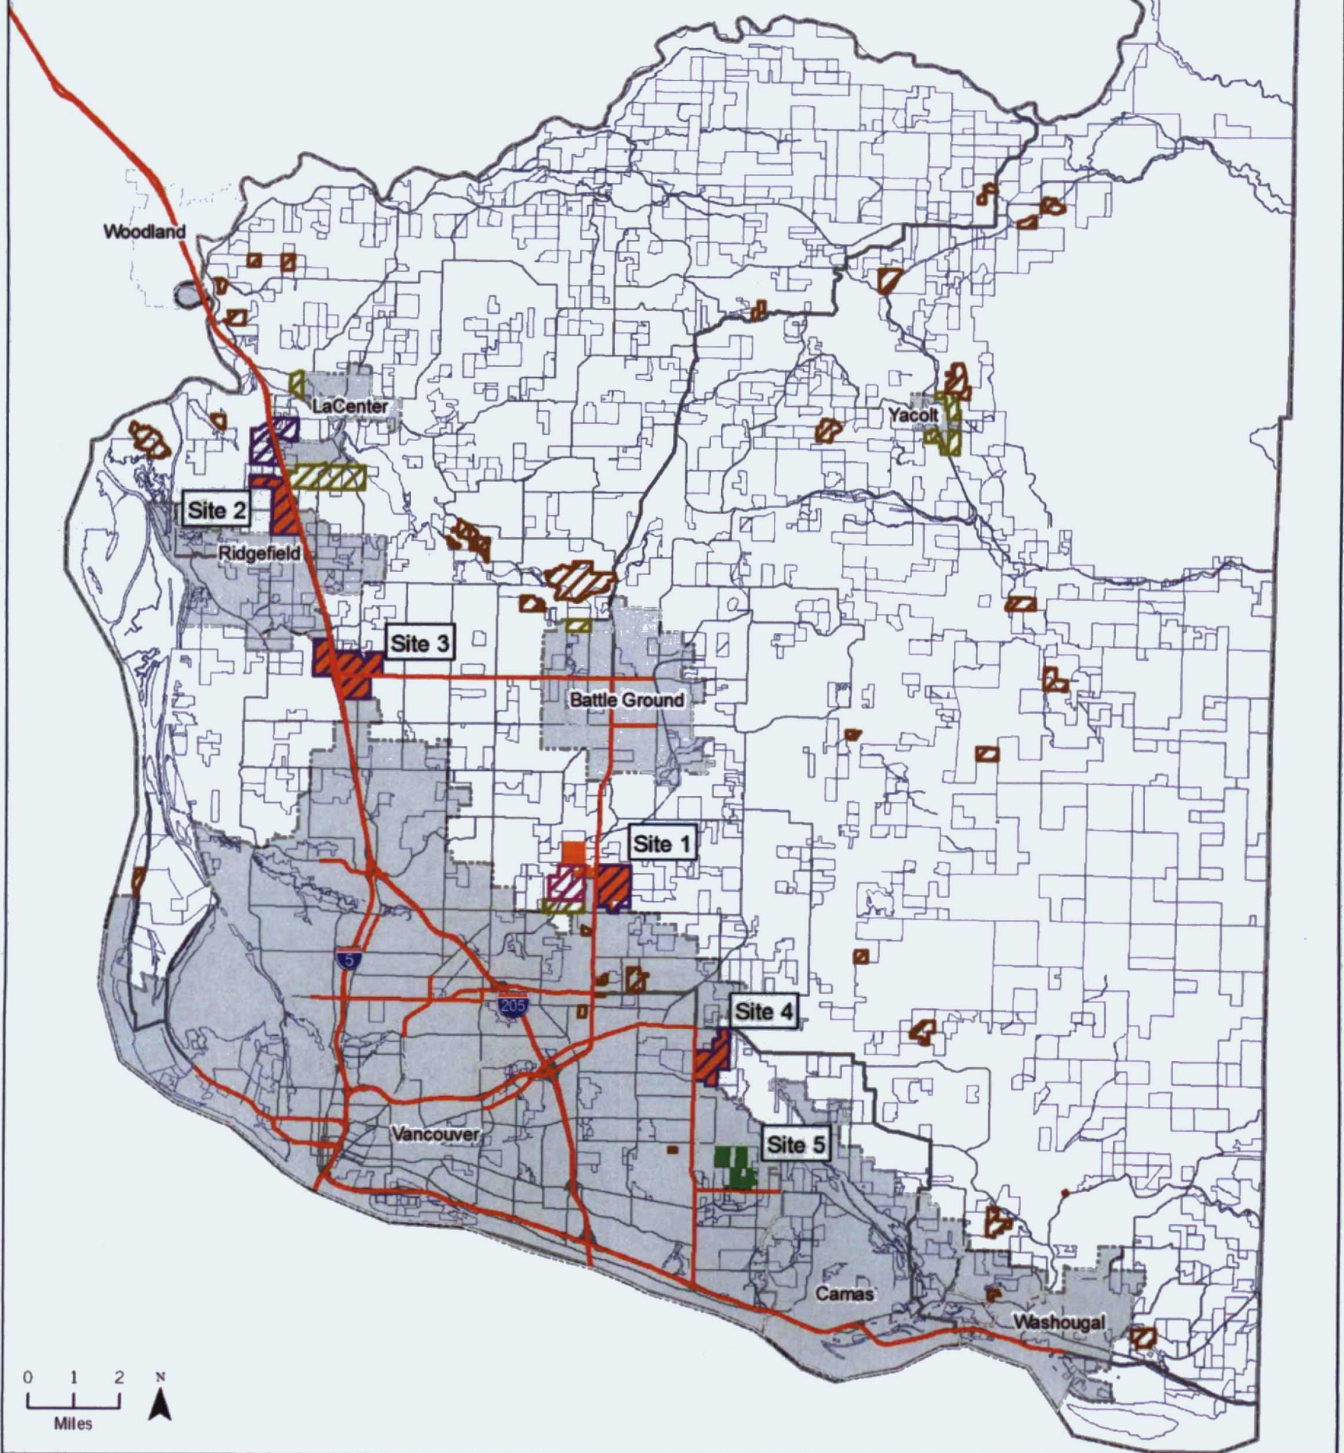 Woodland
LaCenter
Yacolt
Site 2
Ridgefield
Site 3
Battle Ground
Site 1
5
205
Site 4
Vancouver
Site 5
Camas
Washougal
0 1 2
N
Miles